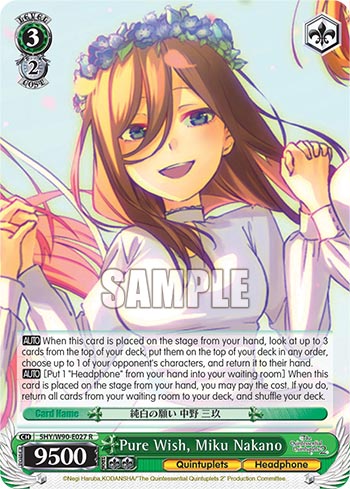 LEVEL
3
2
COST
SAMPLE
AUTO When this card is placed on the stage from your hand, look at up to 3
cards from the top of your deck, put them on the top of your deck in any order,
choose up to 1 of your opponent's characters, and return it to their hand.
AUTO [Put 1 "Headphone" from your hand into your waiting room] When this
card is placed on the stage from your hand, you may pay the cost. If you do,
return all cards from your waiting room to your deck, and shuffle your deck.
Card Name
純白の願い 中野 三玖
CH 5HY/W90-E027 R
Pure Wish, Miku Nakano
POWER
9500
Quintuplets
Headphone
©Negi Haruba,KODANSHA/"The Quintessential Quintuplets 2" Production Committee.